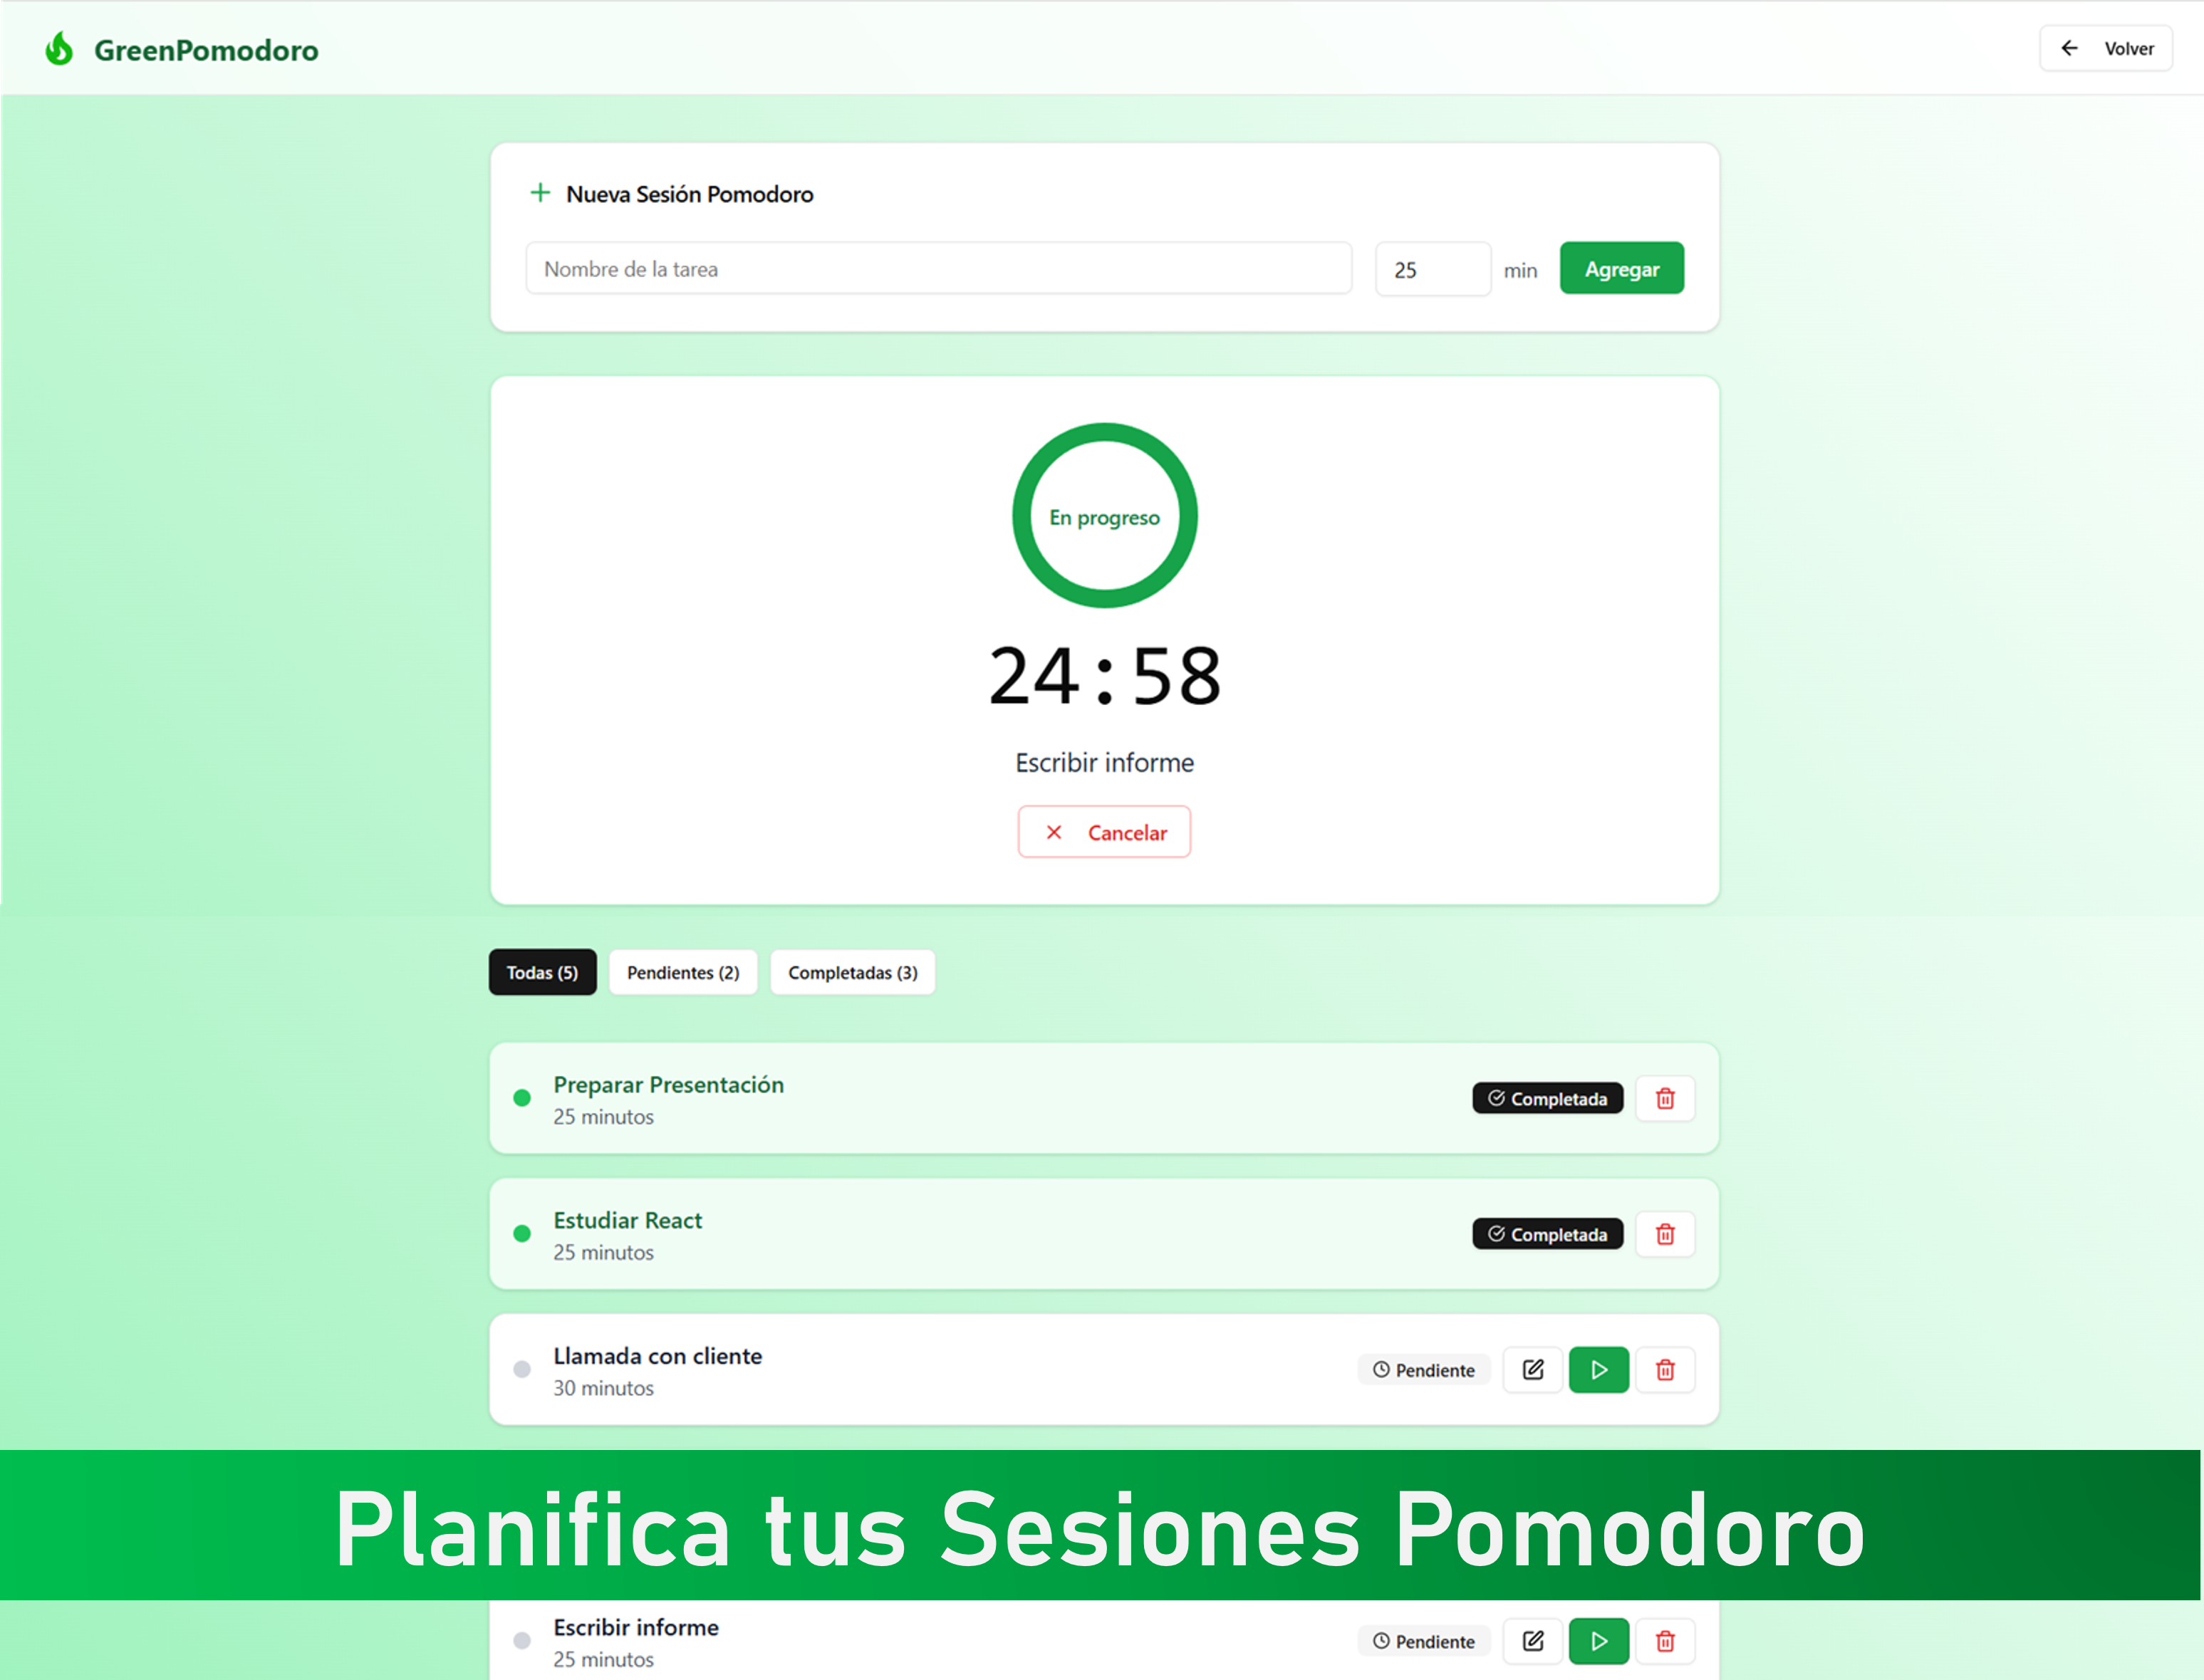 GreenPomodoro
Volver
Nueva Sesión Pomodoro
Nombre de la tarea
25
min
Agregar
En progreso
24:58
Escribir informe
Cancelar
Todas (5)
Pendientes (2)
Completadas (3)
Preparar Presentación
25 minutos
Completada
Estudiar React
25 minutos
Completada
Llamada con cliente
30 minutos
Pendiente
Planifica tus Sesiones Pomodoro
Escribir informe
25 minutos
Pendiente